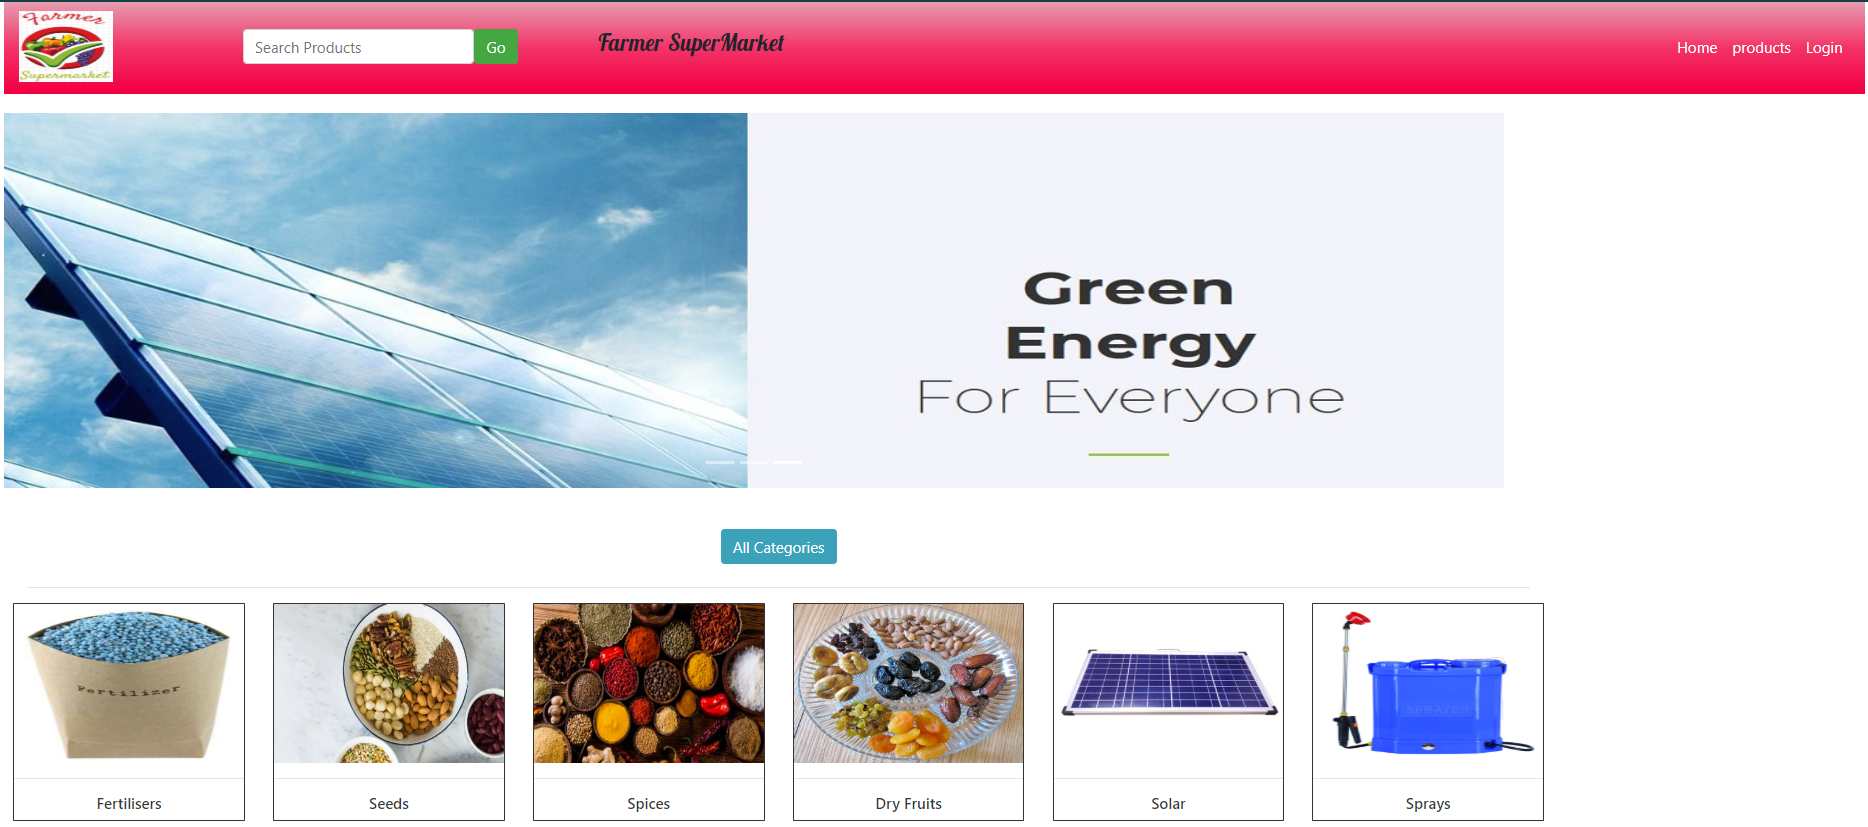 Farmer
Supermarket
Search Products
Go
Farmer SuperMarket
Home
products
Login
Green
Energy
For Everyone
All Categories
Fertilizer
SPRAYER
Fertilisers
Seeds
Spices
Dry Fruits
Solar
Sprays